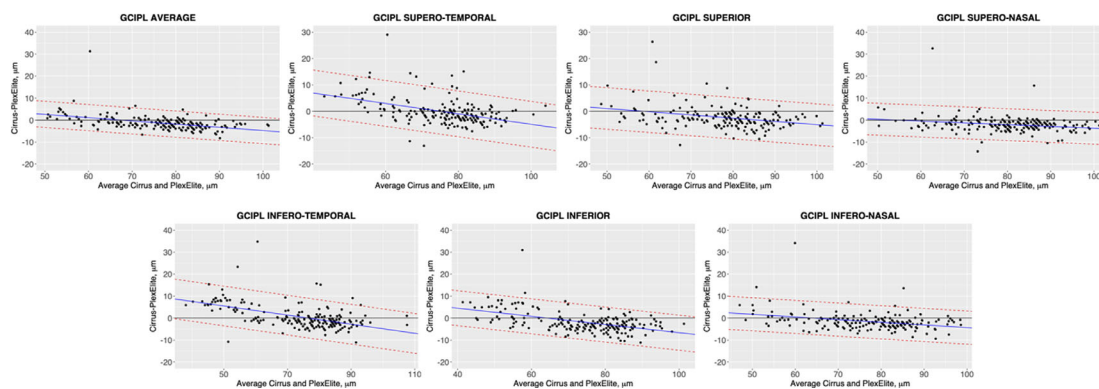 GCIPL AVERAGE
Cirrus-PlexElite, μm
40
30
20
10
0
-10
-20
50 60 70 80 90 100
Average Cirrus and PlexElite, μm
GCIPL SUPERO-TEMPORAL
Cirrus-PlexElite, μm
30
20
10
0
-10
-20
50 60 70 80 90 100
Average Cirrus and PlexElite, μm
GCIPL SUPERIOR
Cirrus-PlexElite, μm
30
20
10
0
-10
-20
50 60 70 80 90 100
Average Cirrus and PlexElite, μm
GCIPL SUPERO-NASAL
Cirrus-PlexElite, μm
40
30
20
10
0
-10
-20
50 60 70 80 90 100
Average Cirrus and PlexElite, μm
GCIPL INFERO-TEMPORAL
Cirrus-PlexElite, μm
40
30
20
10
0
-10
-20
50 70 90 110
Average Cirrus and PlexElite, μm
GCIPL INFERIOR
Cirrus-PlexElite, μm
40
30
20
10
0
-10
-20
40 60 80 100
Average Cirrus and PlexElite, μm
GCIPL INFERO-NASAL
Cirrus-PlexElite, μm
40
30
20
10
0
-10
-20
50 60 70 80 90 100
Average Cirrus and PlexElite, μm